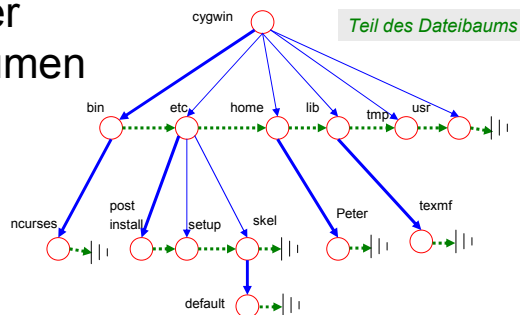 er
umen
cygwin
Teil des Dateibaums
bin
etc
home
lib
tmp
usr
ncurses
post
install
setup
skel
Peter
texmf
default